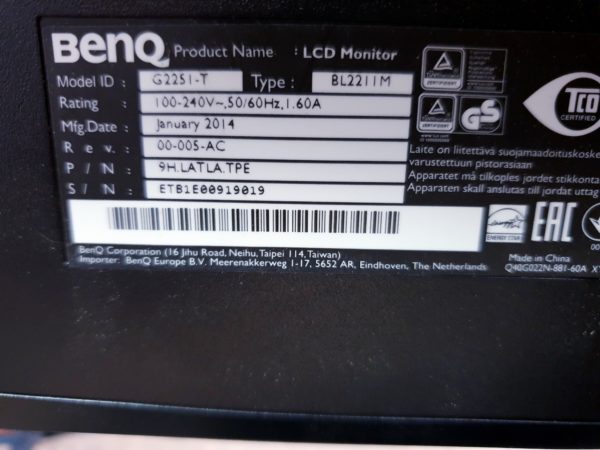 BenQ Product Name : LCD Monitor
Model ID : G2251-T Type : BL2211M
Rating : 100-240V~,50/60Hz,1.60A
Mfg.Date : January 2014
R e v. : 00-005-AC
P / N : 9H.LATLA.TPE
S / N : ETB1E00919019
TCO
CERTIFIED
GS
Laite on liitettävä suojamaadoituskoske
varustettuun pistorasiaan
Apparatet må tilkoples jordet stikkonta
Apparaten skall anslutas till jordat uttag
ENERGY STAR
EAC
BenQ Corporation (16 Jihu Road, Neihu,Taipei 114,Taiwan)
Importer: BenQ Europe B.V. Meerenakkerweg 1-17, 5652 AR, Eindhoven, The Netherlands
Made in China
Q40G022N-881-60A